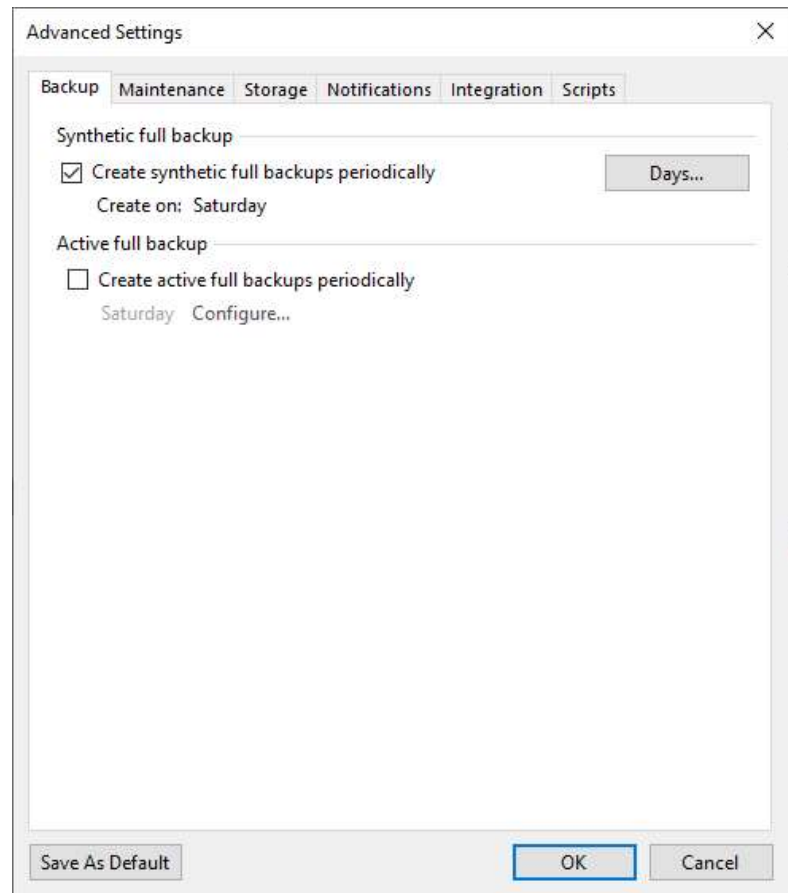 Advanced Settings
Backup Maintenance Storage Notifications Integration Scripts
Synthetic full backup
Create synthetic full backups periodically Days...
Create on: Saturday
Active full backup
Create active full backups periodically
Saturday Configure...
Save As Default OK Cancel